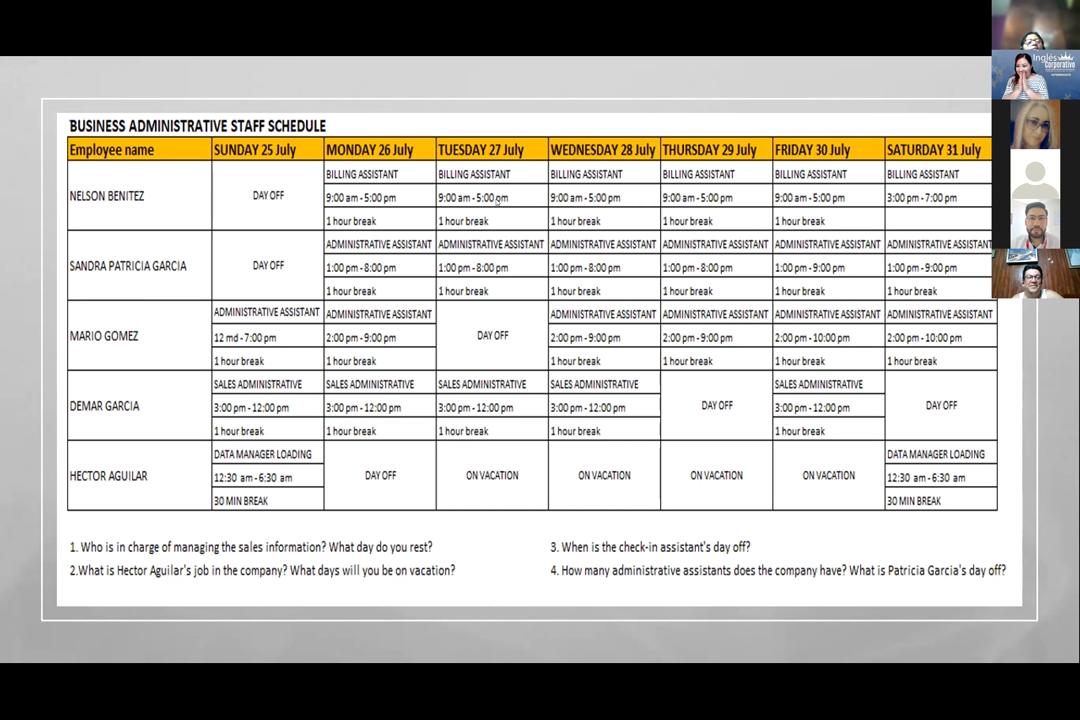 BUSINESS ADMINISTRATIVE STAFF SCHEDULE
Employee name SUNDAY 25 July MONDAY 26 July TUESDAY 27 July WEDNESDAY 28 July THURSDAY 29 July FRIDAY 30 July SATURDAY 31 July
BILLING ASSISTANT BILLING ASSISTANT BILLING ASSISTANT BILLING ASSISTANT BILLING ASSISTANT BILLING ASSISTANT
NELSON BENITEZ DAY OFF 9:00 am - 5:00 pm 9:00 am - 5:00 pm 9:00 am - 5:00 pm 9:00 am - 5:00 pm 9:00 am - 5:00 pm 3:00 pm - 7:00 pm
1 hour break 1 hour break 1 hour break 1 hour break 1 hour break
ADMINISTRATIVE ASSISTANT ADMINISTRATIVE ASSISTANT ADMINISTRATIVE ASSISTANT ADMINISTRATIVE ASSISTANT ADMINISTRATIVE ASSISTANT ADMINISTRATIVE ASSISTANT
SANDRA PATRICIA GARCIA DAY OFF 1:00 pm - 8:00 pm 1:00 pm - 8:00 pm 1:00 pm - 8:00 pm 1:00 pm - 8:00 pm 1:00 pm - 9:00 pm 1:00 pm - 9:00 pm
1 hour break 1 hour break 1 hour break 1 hour break 1 hour break 1 hour break
ADMINISTRATIVE ASSISTANT ADMINISTRATIVE ASSISTANT ADMINISTRATIVE ASSISTANT ADMINISTRATIVE ASSISTANT ADMINISTRATIVE ASSISTANT ADMINISTRATIVE ASSISTANT
MARIO GOMEZ 12 md - 7:00 pm 2:00 pm - 9:00 pm DAY OFF 2:00 pm - 9:00 pm 2:00 pm - 9:00 pm 2:00 pm - 10:00 pm 2:00 pm - 10:00 pm
1 hour break 1 hour break 1 hour break 1 hour break 1 hour break 1 hour break
SALES ADMINISTRATIVE SALES ADMINISTRATIVE SALES ADMINISTRATIVE SALES ADMINISTRATIVE SALES ADMINISTRATIVE
DEMAR GARCIA 3:00 pm - 12:00 pm 3:00 pm - 12:00 pm 3:00 pm - 12:00 pm 3:00 pm - 12:00 pm DAY OFF 3:00 pm - 12:00 pm DAY OFF
1 hour break 1 hour break 1 hour break 1 hour break 1 hour break
DATA MANAGER LOADING DATA MANAGER LOADING
HECTOR AGUILAR 12:30 am - 6:30 am DAY OFF ON VACATION ON VACATION ON VACATION ON VACATION 12:30 am - 6:30 am
30 MIN BREAK 30 MIN BREAK
1. Who is in charge of managing the sales information? What day do you rest?
2.What is Hector Aguilar's job in the company? What days will you be on vacation?
3. When is the check-in assistant's day off?
4. How many administrative assistants does the company have? What is Patricia Garcia's day off?
Inglés
Corporativo